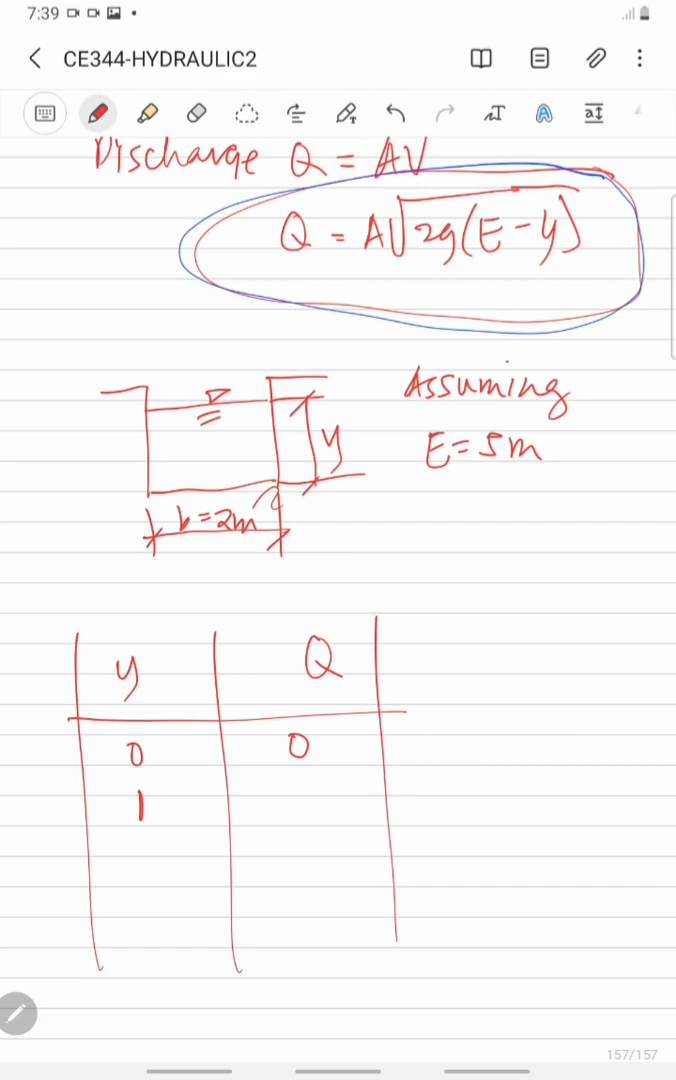 7:39
CE344-HYDRAULIC2
Discharge Q = AV
Q = A√2g(E-y)
Assuming
E = 5m
y
b=2m
y Q
0 0
1
157/157